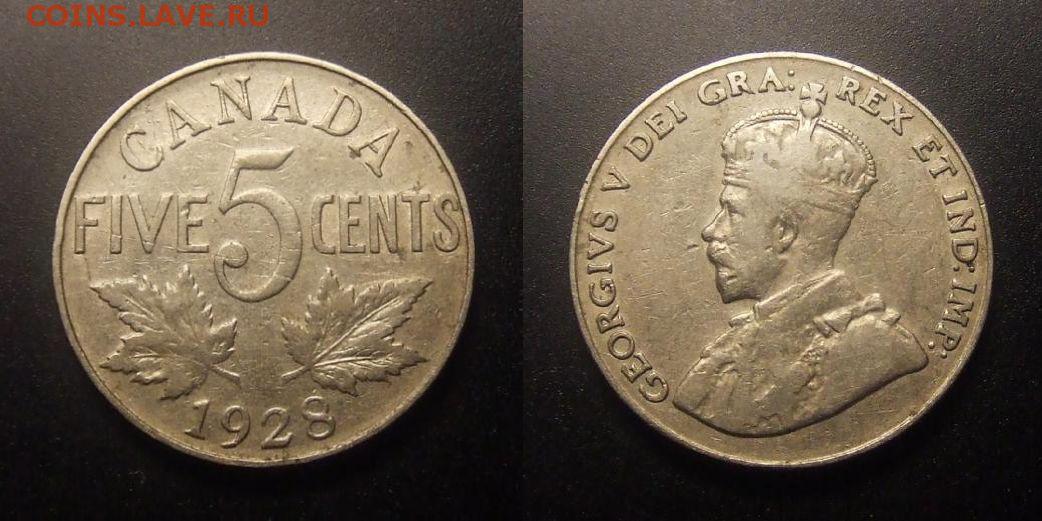 COINS.LAVE.RU
CANADA
FIVE 5 CENTS
1928
GEORGIVS V DEI GRA: REX ET IND: IMP: